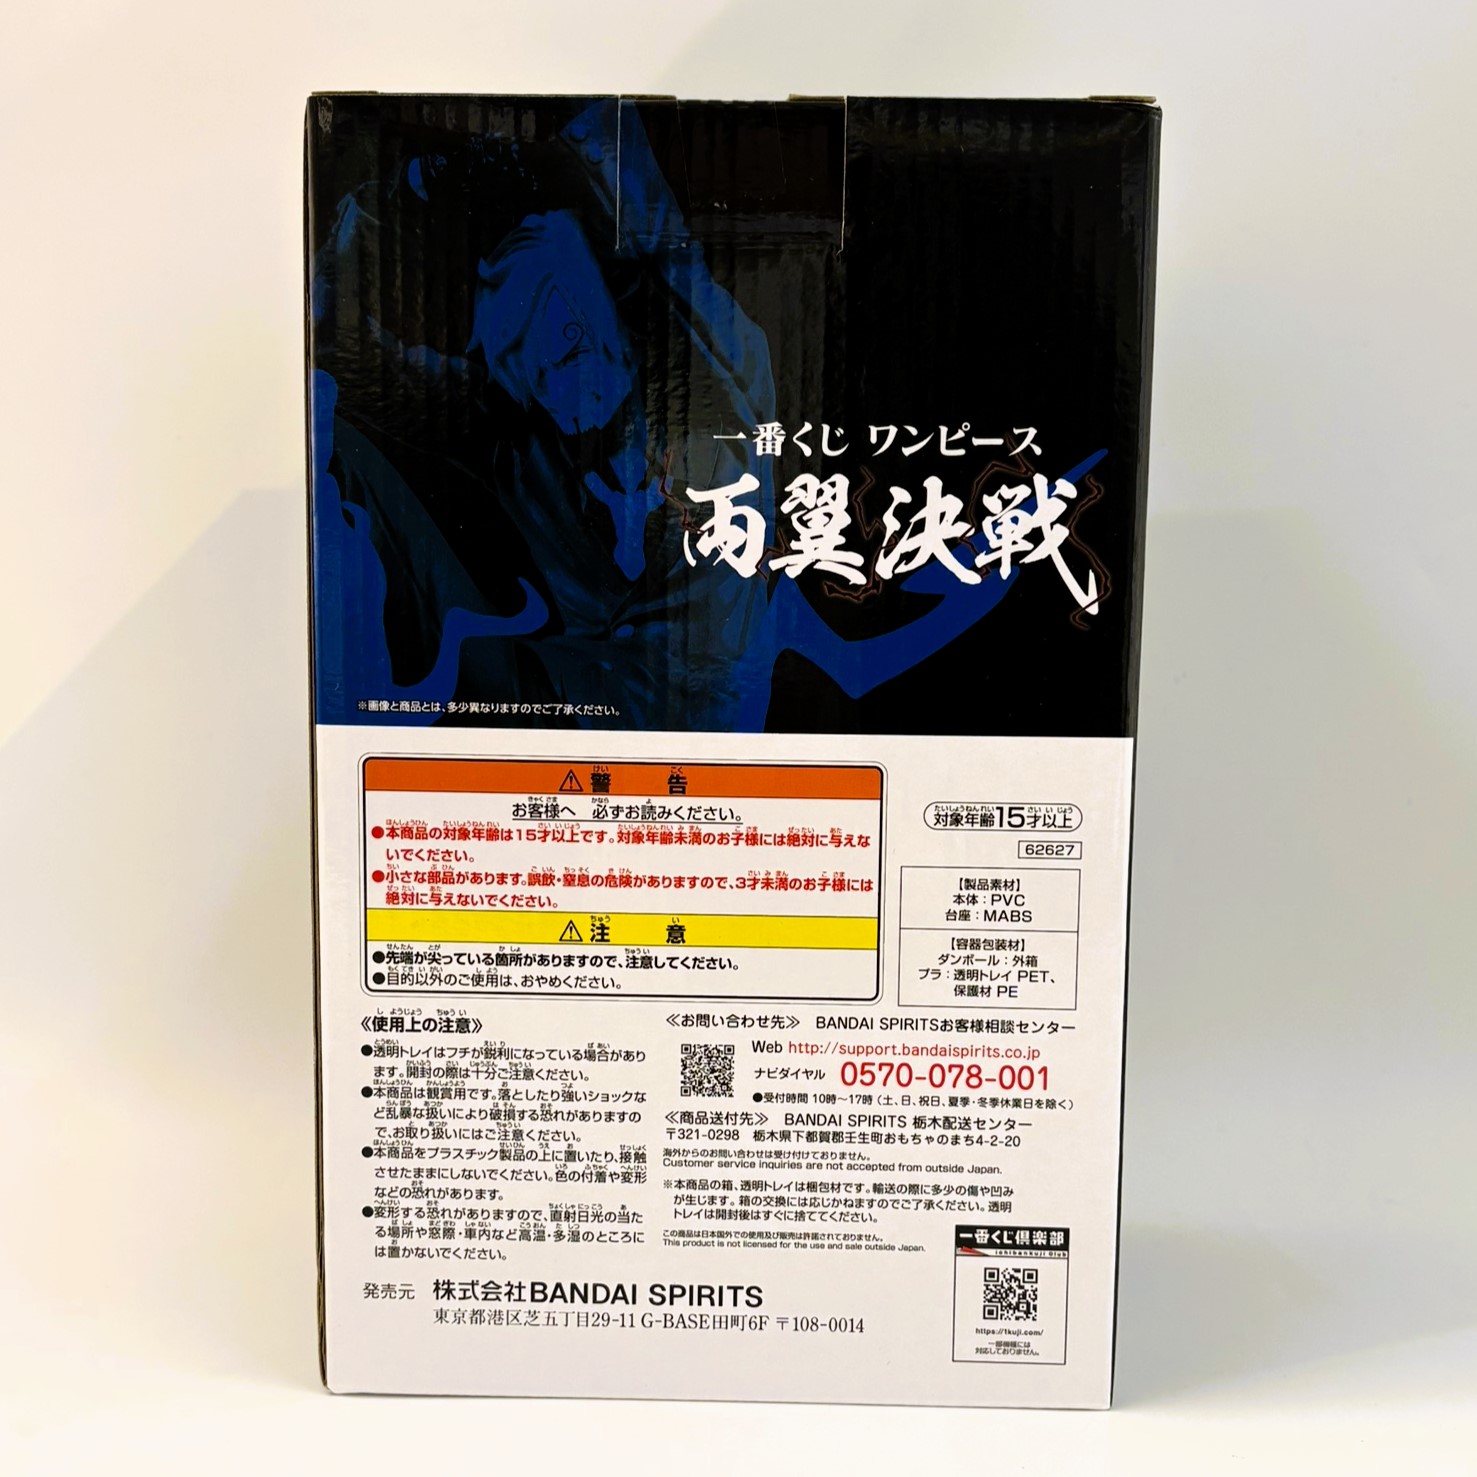 一番くじ ワンピース
両翼決戦
※画像と商品とは、多少異なりますのでご了承ください。
⚠警告
お客様へ 必ずお読みください。
●本商品の対象年齢は15才以上です。対象年齢未満のお子様には絶対に与えな
いでください。
●小さな部品があります。誤飲・窒息の危険がありますので、3才未満のお子様には
絶対に与えないでください。
⚠注意
●先端が尖っている箇所がありますので、注意してください。
●目的以外のご使用は、おやめください。
対象年齢15才以上
62627
【製品素材】
本体：PVC
台座：MABS
【容器包装材】
ダンボール：外箱
プラ：透明トレイ PET、
保護材 PE
《使用上の注意》
●透明トレイはフチが鋭利になっている場合があり
ます。開封の際は十分ご注意ください。
●本商品は観賞用です。落としたり強いショックな
ど乱暴な扱いにより破損する恐れがありますの
で、お取り扱いにはご注意ください。
●本商品をプラスチック製品の上に置いたり、接触
させたままにしないでください。色の付着や変形
などの恐れがあります。
●変形する恐れがありますので、直射日光の当た
る場所や窓際・車内など高温・多湿のところに
は置かないでください。
≪お問い合わせ先≫ BANDAI SPIRITSお客様相談センター
Web http://support.bandaispirits.co.jp
ナビダイヤル 0570-078-001
●受付時間 10時～17時（土、日、祝日、夏季・冬季休業日を除く）
≪商品送付先≫ BANDAI SPIRITS 栃木配送センター
〒321-0298 栃木県下都賀郡壬生町おもちゃのまち4-2-20
海外からのお問い合わせは受け付けておりません。
Customer service inquiries are not accepted from outside Japan.
※本商品の箱、透明トレイは梱包材です。輸送の際に多少の傷や凹み
が生じます。箱の交換には応じかねますのでご了承ください。透明
トレイは開封後はすぐに捨ててください。
この商品は日本国外での使用及び販売は許諾されておりません。
This product is not licensed for the use and sale outside Japan.
一番くじ倶楽部
ichibankuji Club
https://1kuji.com/
一部機種には
対応しておりません。
発売元 株式会社BANDAI SPIRITS
東京都港区芝五丁目29-11 G-BASE田町6F 〒108-0014